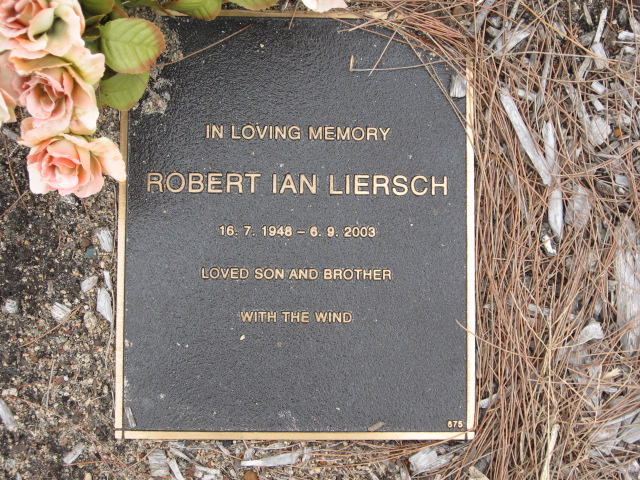 IN LOVING MEMORY
ROBERT IAN LIERSCH
16. 7. 1948 – 6. 9. 2003
LOVED SON AND BROTHER
WITH THE WIND
675